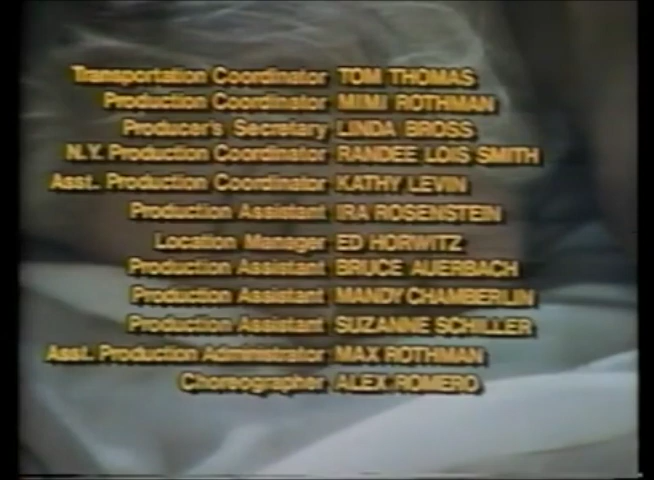 Transportation Coordinator TOM THOMAS
Production Coordinator MIMI ROTHMAN
Producer's Secretary LINDA BROSS
N.Y. Production Coordinator RANDEE LOIS SMITH
Asst. Production Coordinator KATHY LEVIN
Production Assistant IRA ROSENSTEIN
Location Manager ED HORWITZ
Production Assistant BRUCE AUERBACH
Production Assistant MANDY CHAMBERLIN
Production Assistant SUZANNE SCHILLER
Asst. Production Administrator MAX ROTHMAN
Choreographer ALEX ROMERO